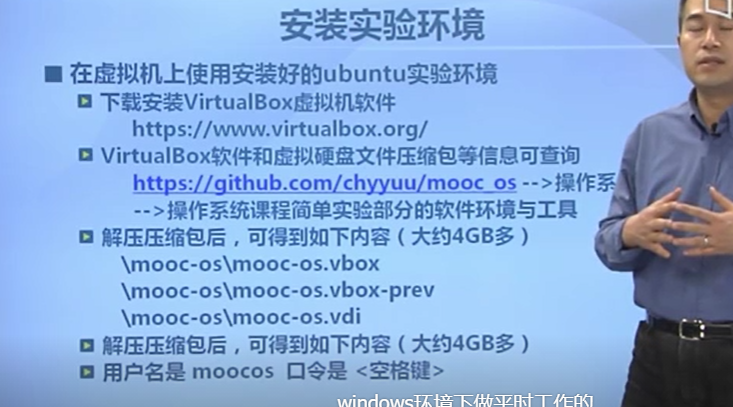 安装实验环境
在虚拟机上使用安装好的ubuntu实验环境
下载安装VirtualBox虚拟机软件
https://www.virtualbox.org/
VirtualBox软件和虚拟硬盘文件压缩包等信息可查询
https://github.com/chyyuu/mooc_os -->操作系
-->操作系统课程简单实验部分的软件环境与工具
解压压缩包后，可得到如下内容（大约4GB多）
\mooc-os\mooc-os.vbox
\mooc-os\mooc-os.vbox-prev
\mooc-os\mooc-os.vdi
解压压缩包后，可得到如下内容（大约4GB多）
用户名是 moocos 口令是 <空格键>
windows环境下做平时工作的